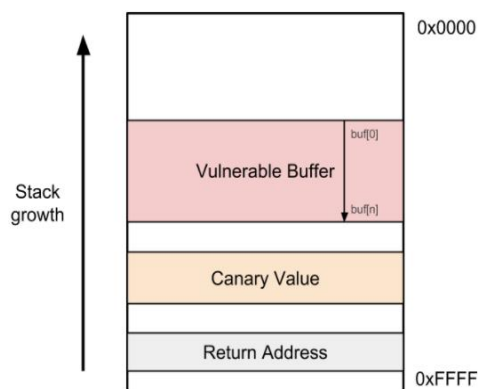 0x0000
buf[0]
Vulnerable Buffer
Stack
growth
buf[n]
Canary Value
Return Address
0xFFFF